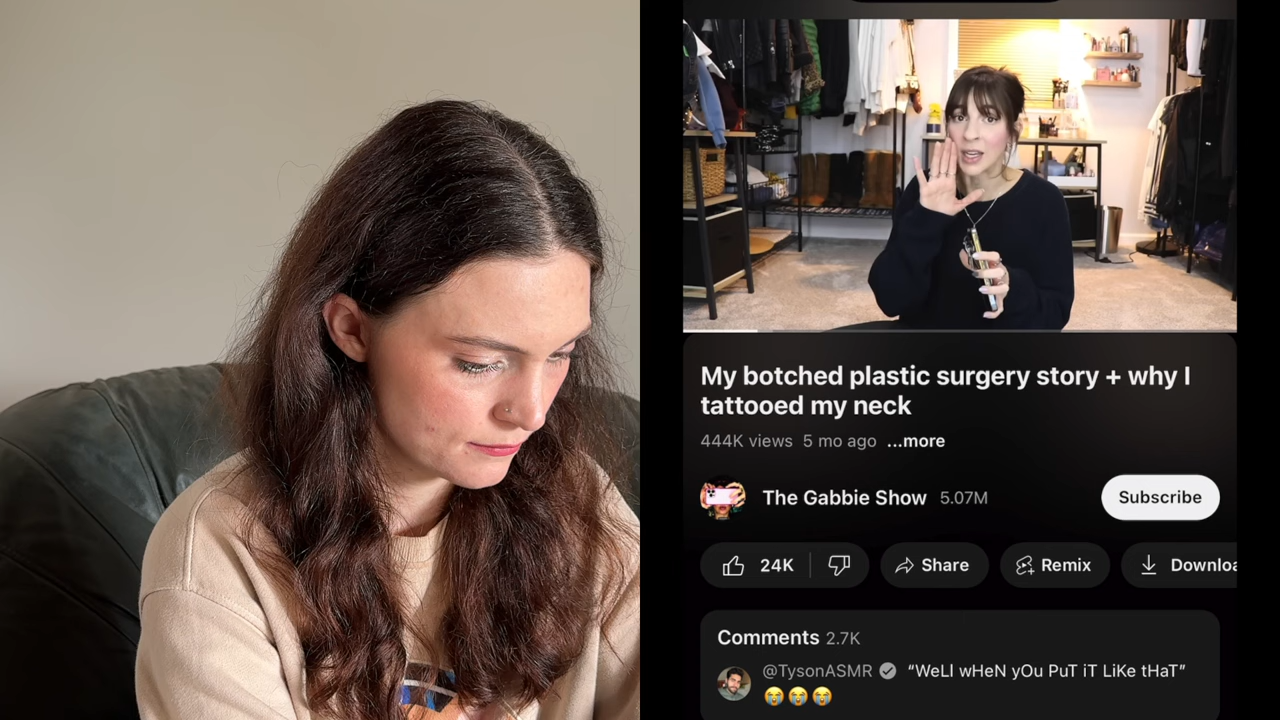 My botched plastic surgery story + why I
tattooed my neck
444K views 5 mo ago ...more
The Gabbie Show 5.07M Subscribe
24K Share Remix Downloa
Comments 2.7K
@TysonASMR “WeLl wHeN yOu PuT iT LiKe tHaT”
😭😭😭